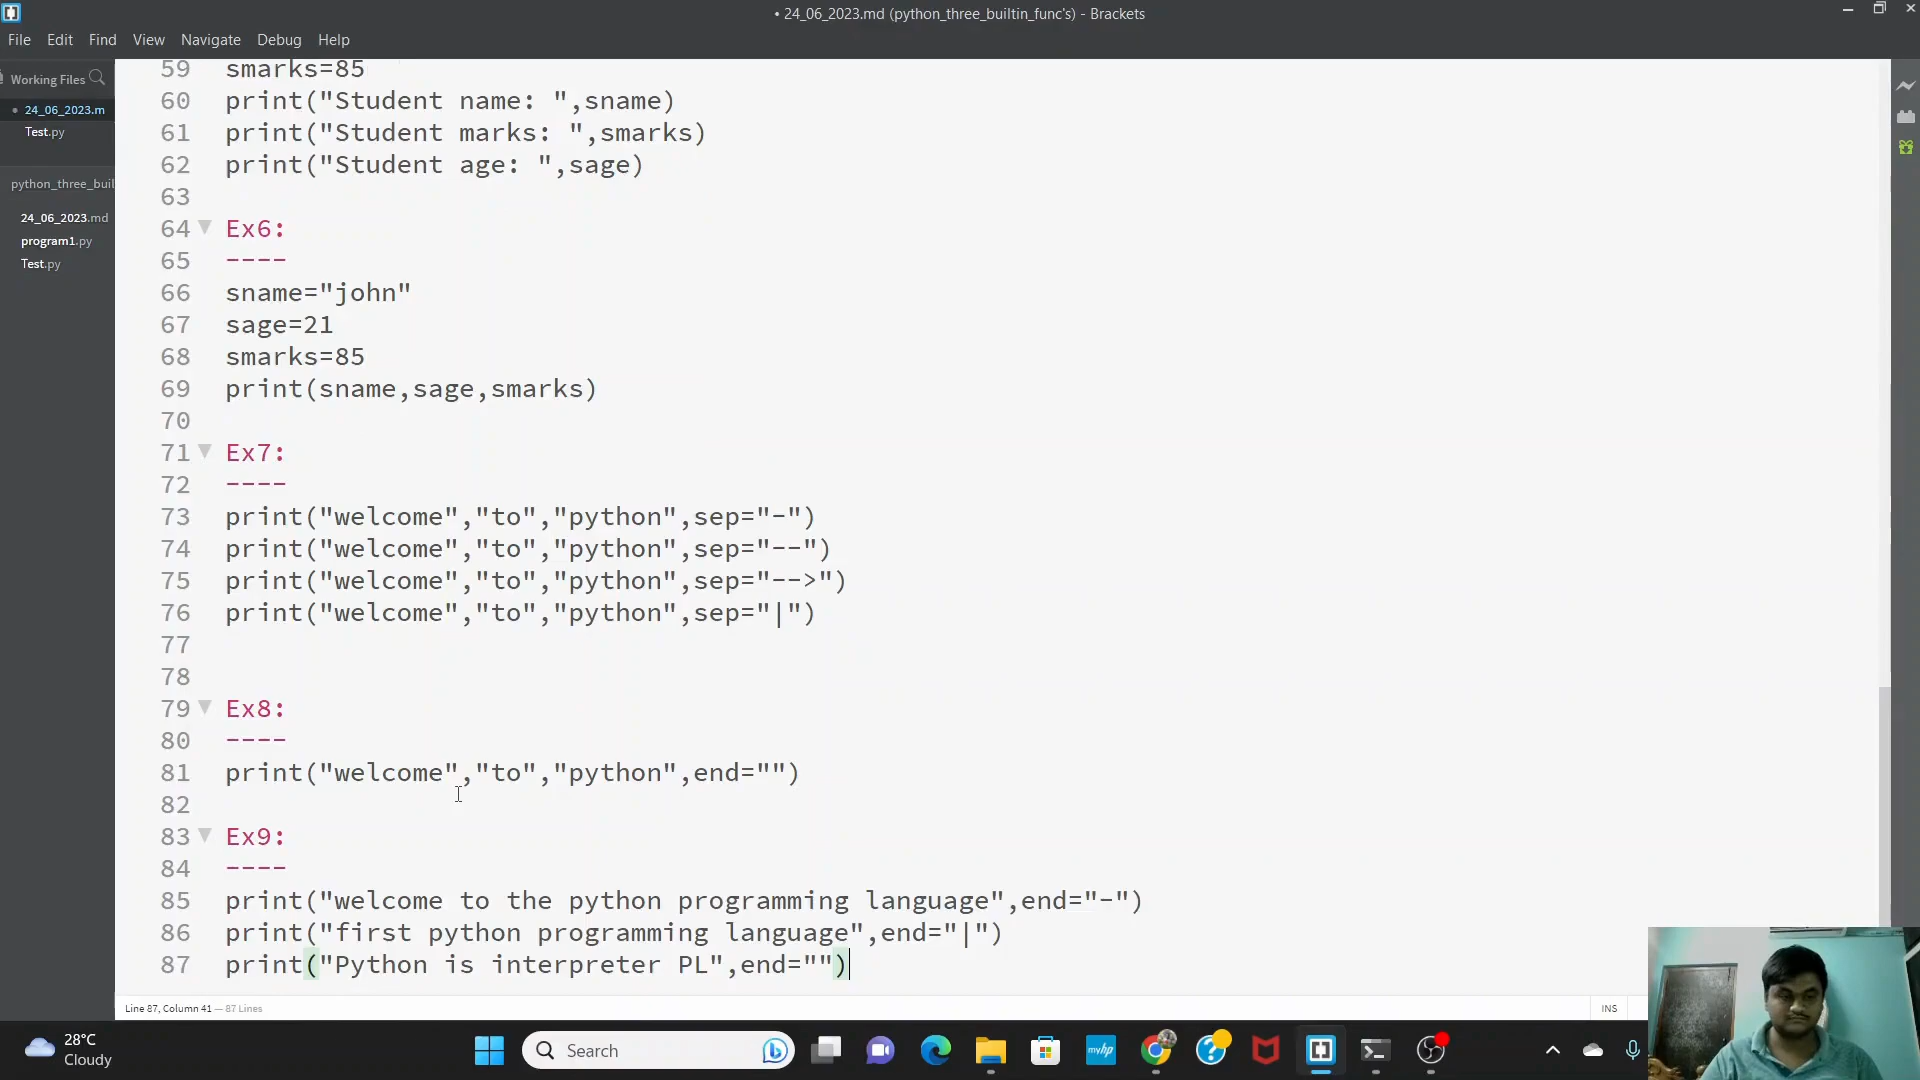 • 24_06_2023.md (python_three_builtin_func's) - Brackets
File Edit Find View Navigate Debug Help
Working Files
• 24_06_2023.m
Test.py
python_three_buil
24_06_2023.md
program1.py
Test.py
59 smarks=85
60 print("Student name: ",sname)
61 print("Student marks: ",smarks)
62 print("Student age: ",sage)
63
64 Ex6:
65 ----
66 sname="john"
67 sage=21
68 smarks=85
69 print(sname,sage,smarks)
70
71 Ex7:
72 ----
73 print("welcome","to","python",sep="-")
74 print("welcome","to","python",sep="--")
75 print("welcome","to","python",sep="-->")
76 print("welcome","to","python",sep="|")
77
78
79 Ex8:
80 ----
81 print("welcome","to","python",end="")
82
83 Ex9:
84 ----
85 print("welcome to the python programming language",end="-")
86 print("first python programming language",end="|")
87 print("Python is interpreter PL",end="")
Line 87, Column 41 — 87 Lines
INS
28°C
Cloudy
Search
myhp